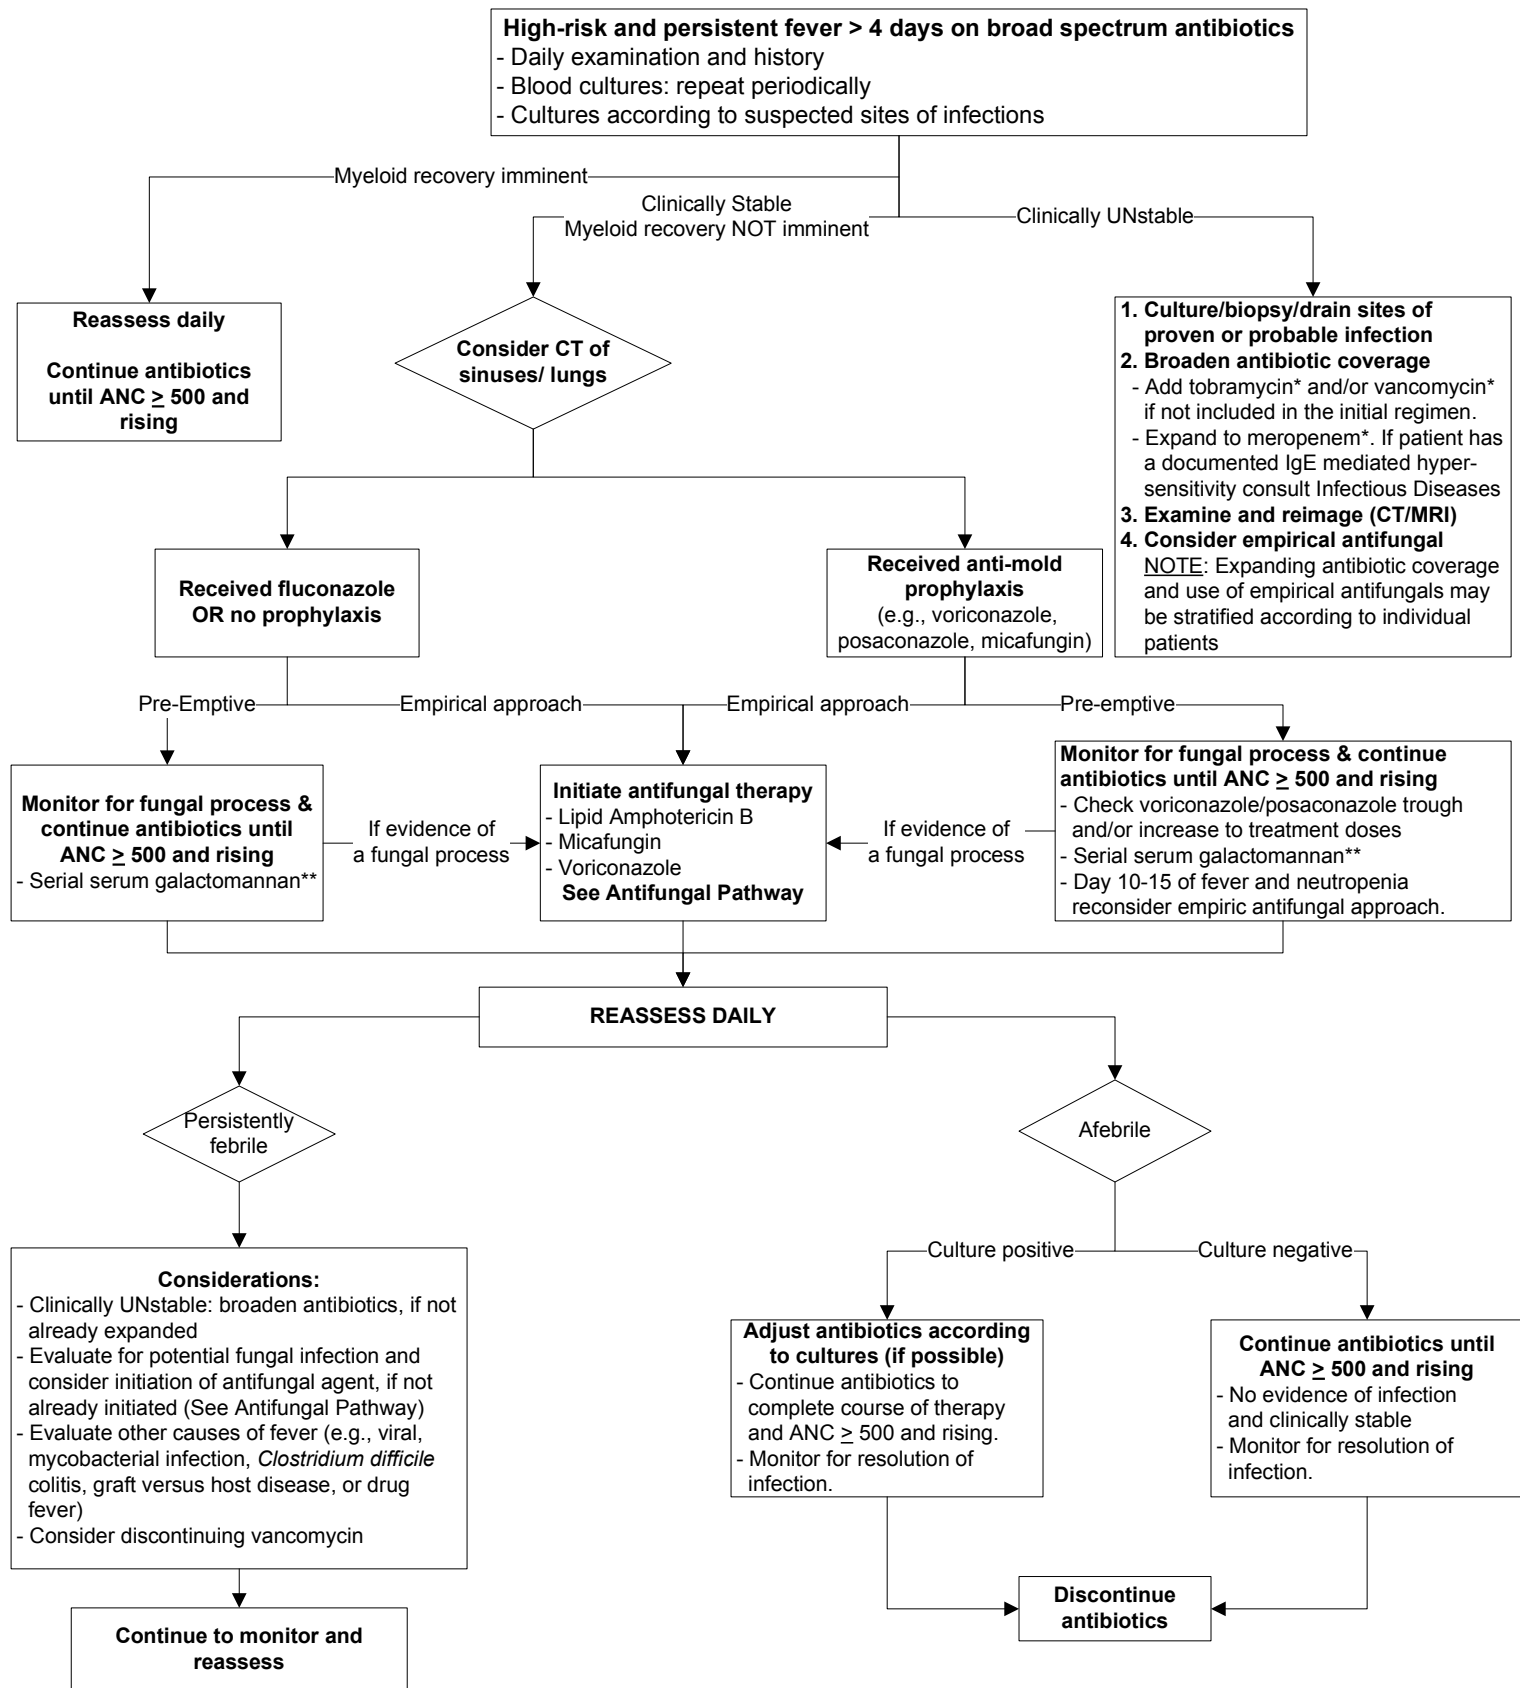 High-risk and persistent fever > 4 days on broad spectrum antibiotics
- Daily examination and history
- Blood cultures: repeat periodically
- Cultures according to suspected sites of infections
Myeloid recovery imminent
Clinically Stable
Myeloid recovery NOT imminent
Clinically UNstable
Reassess daily
Continue antibiotics
until ANC ≥ 500 and
rising
Consider CT of
sinuses/ lungs
1. Culture/biopsy/drain sites of
proven or probable infection
2. Broaden antibiotic coverage
- Add tobramycin* and/or vancomycin*
if not included in the initial regimen.
- Expand to meropenem*. If patient has
a documented IgE mediated hyper-
sensitivity consult Infectious Diseases
3. Examine and reimage (CT/MRI)
4. Consider empirical antifungal
NOTE: Expanding antibiotic coverage
and use of empirical antifungals may
be stratified according to individual
patients
Received fluconazole
OR no prophylaxis
Received anti-mold
prophylaxis
(e.g., voriconazole,
posaconazole, micafungin)
Pre-Emptive
Empirical approach
Empirical approach
Pre-emptive
Monitor for fungal process &
continue antibiotics until
ANC ≥ 500 and rising
- Serial serum galactomannan**
If evidence of
a fungal process
Initiate antifungal therapy
- Lipid Amphotericin B
- Micafungin
- Voriconazole
See Antifungal Pathway
If evidence of
a fungal process
Monitor for fungal process & continue
antibiotics until ANC ≥ 500 and rising
- Check voriconazole/posaconazole trough
and/or increase to treatment doses
- Serial serum galactomannan**
- Day 10-15 of fever and neutropenia
reconsider empiric antifungal approach.
REASSESS DAILY
Persistently
febrile
Afebrile
Culture positive
Culture negative
Considerations:
- Clinically UNstable: broaden antibiotics, if not
already expanded
- Evaluate for potential fungal infection and
consider initiation of antifungal agent, if not
already initiated (See Antifungal Pathway)
- Evaluate other causes of fever (e.g., viral,
mycobacterial infection, Clostridium difficile
colitis, graft versus host disease, or drug
fever)
- Consider discontinuing vancomycin
Adjust antibiotics according
to cultures (if possible)
- Continue antibiotics to
complete course of therapy
and ANC ≥ 500 and rising.
- Monitor for resolution of
infection.
Continue antibiotics until
ANC ≥ 500 and rising
- No evidence of infection
and clinically stable
- Monitor for resolution of
infection.
Discontinue
antibiotics
Continue to monitor and
reassess